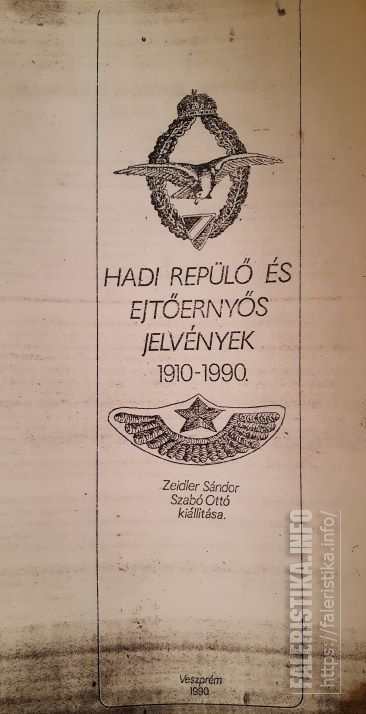 HADI REPÜLŐ ÉS
EJTŐERNYŐS
JELVÉNYEK
1910-1990.
Zeidler Sándor
Szabó Ottó
kiállítása.
Veszprém
1990.
FALERISTIKA.INFO
https://faleristika.info/